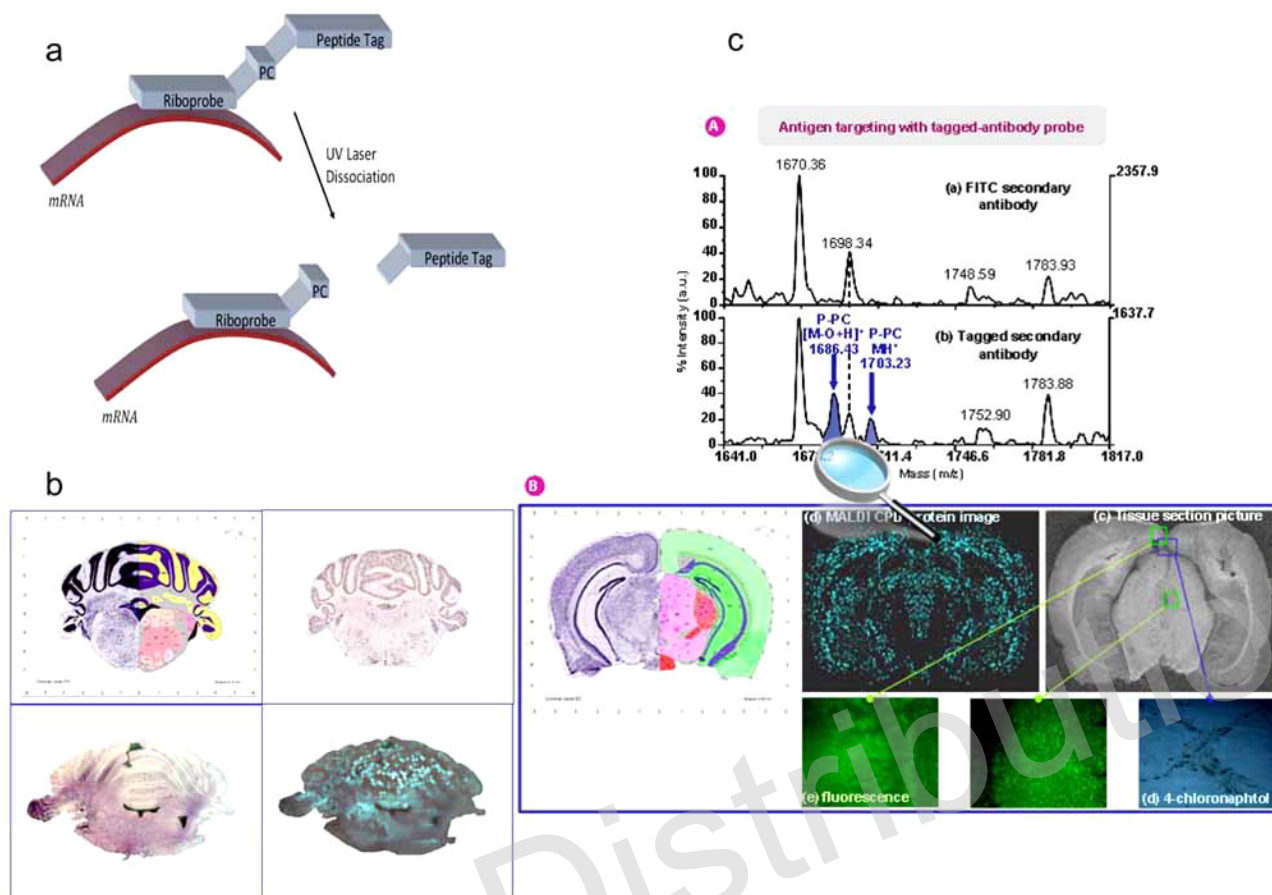 a
Peptide Tag
PC
Riboprobe
UV Laser
Dissociation
mRNA
Peptide Tag
PC
Riboprobe
mRNA
b
c
A
Antigen targeting with tagged-antibody probe
1670.36
2357.9
100
80
60
40
20
0
(a) FITC secondary
antibody
1698.34
1748.59
1783.93
1637.7
100
80
60
40
20
0
P-PC
[M-O+H]⁺
1686.43
P-PC
MH⁺
1703.23
(b) Tagged secondary
antibody
1752.90
1783.88
% Intensity (a.u.)
1641.0
1746.6
1781.8
1817.0
Mass (m/z)
B
(c) Tissue section picture
(e) fluorescence
(d) 4-chloronaphtol
Distribution